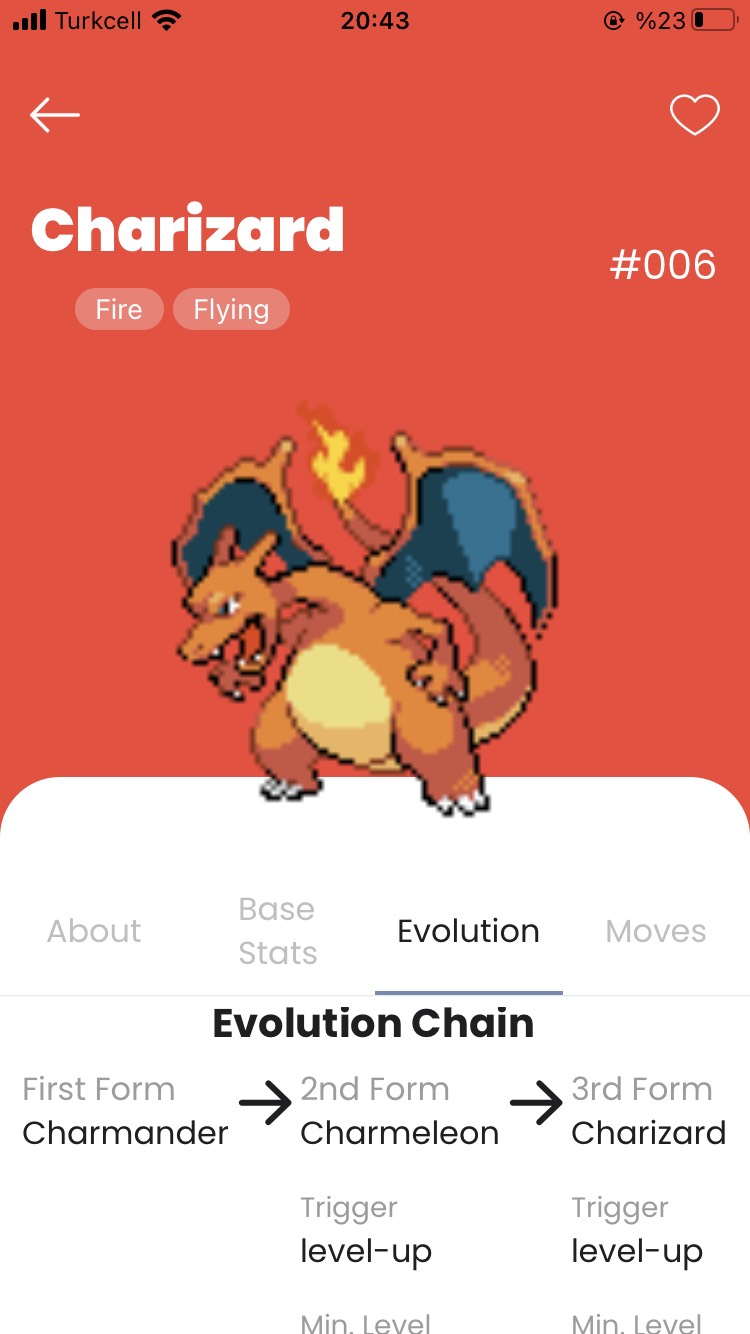 Turkcell 20:43 %23
Charizard
#006
Fire Flying
About Base Stats Evolution Moves
Evolution Chain
First Form 2nd Form 3rd Form
Charmander Charmeleon Charizard
Trigger Trigger
level-up level-up
Min. Level Min. Level